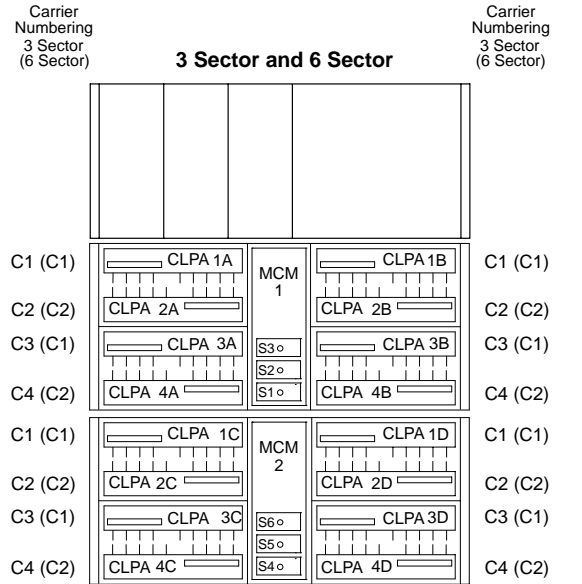 Carrier
Numbering
3 Sector
(6 Sector)
3 Sector and 6 Sector
Carrier
Numbering
3 Sector
(6 Sector)
C1 (C1)
CLPA 1A
MCM
1
CLPA 1B
C1 (C1)
C2 (C2)
CLPA 2A
CLPA 2B
C2 (C2)
C3 (C1)
CLPA 3A
S3
CLPA 3B
C3 (C1)
S2
C4 (C2)
CLPA 4A
S1
CLPA 4B
C4 (C2)
C1 (C1)
CLPA 1C
MCM
2
CLPA 1D
C1 (C1)
C2 (C2)
CLPA 2C
CLPA 2D
C2 (C2)
C3 (C1)
CLPA 3C
S6
CLPA 3D
C3 (C1)
S5
C4 (C2)
CLPA 4C
S4
CLPA 4D
C4 (C2)